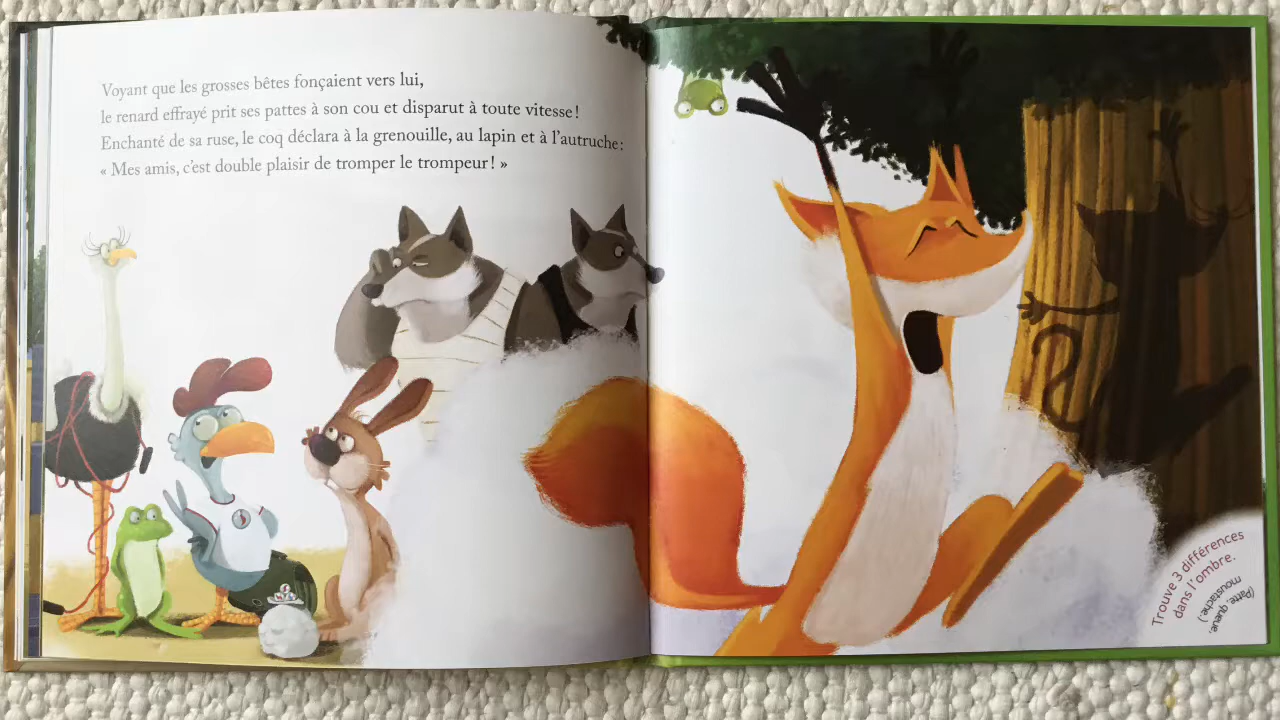 Voyant que les grosses bêtes fonçaient vers lui,
le renard effrayé prit ses pattes à son cou et disparut à toute vitesse !
Enchanté de sa ruse, le coq déclara à la grenouille, au lapin et à l'autruche :
« Mes amis, c'est double plaisir de tromper le trompeur ! »
Trouve 3 différences
dans l'ombre.
(Patte, queue,
moustache.)